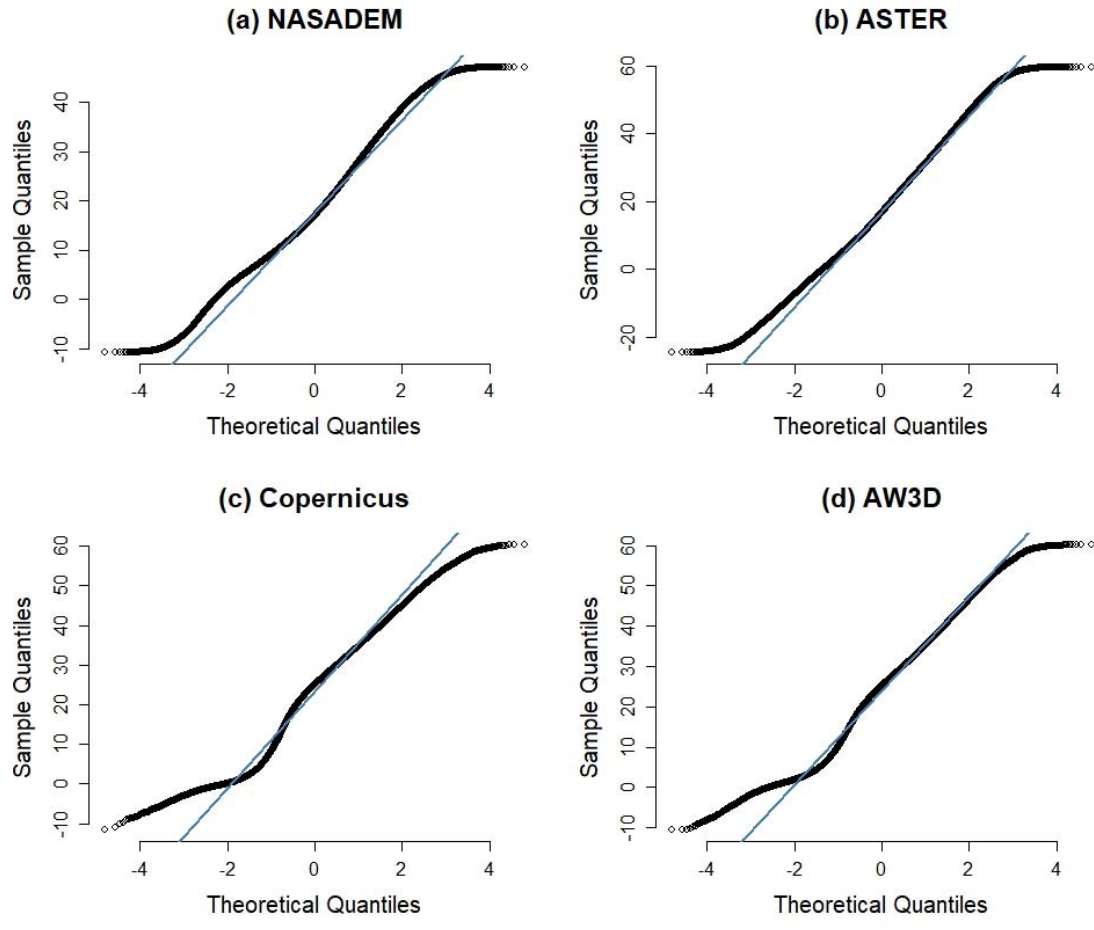 (a) NASADEM
Sample Quantiles
40
30
20
10
0
-10
-4 -2 0 2 4
Theoretical Quantiles
(b) ASTER
Sample Quantiles
60
40
20
0
-20
-4 -2 0 2 4
Theoretical Quantiles
(c) Copernicus
Sample Quantiles
60
50
40
30
20
10
0
-10
-4 -2 0 2 4
Theoretical Quantiles
(d) AW3D
Sample Quantiles
60
50
40
30
20
10
0
-10
-4 -2 0 2 4
Theoretical Quantiles